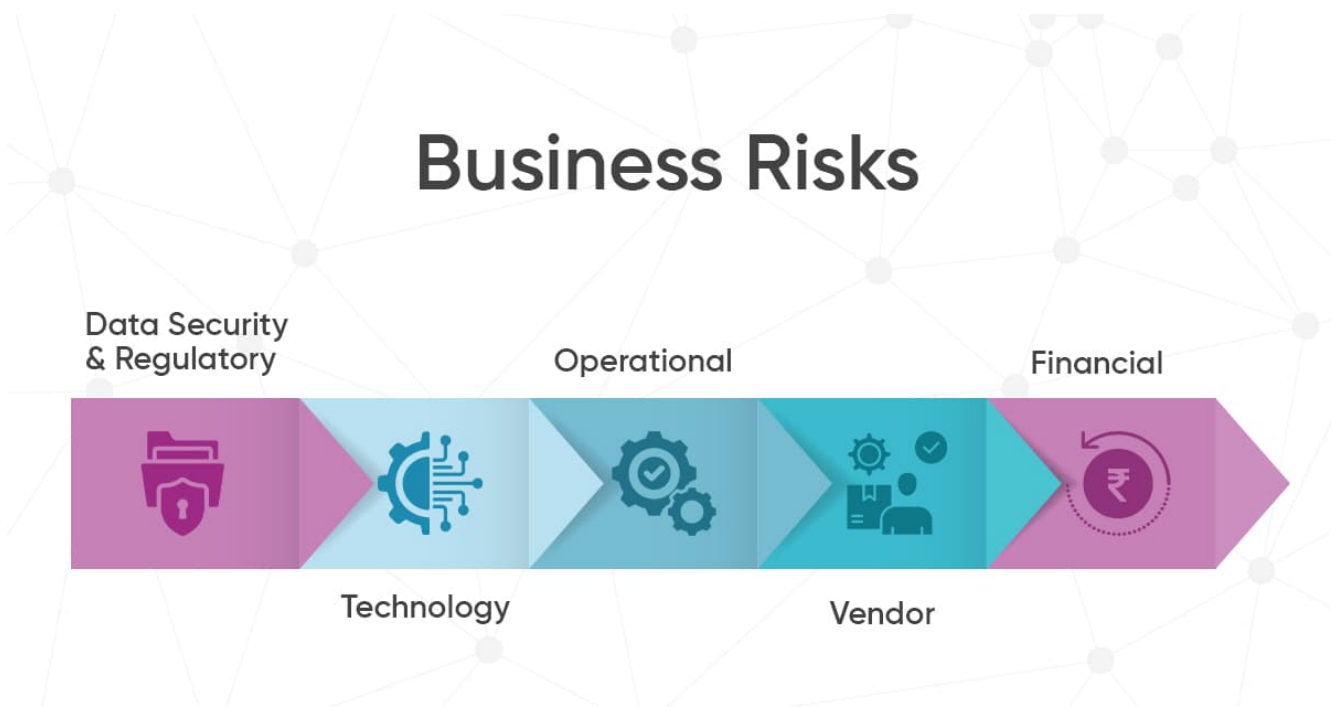 Business Risks
Data Security
& Regulatory
Technology
Operational
Vendor
Financial
₹